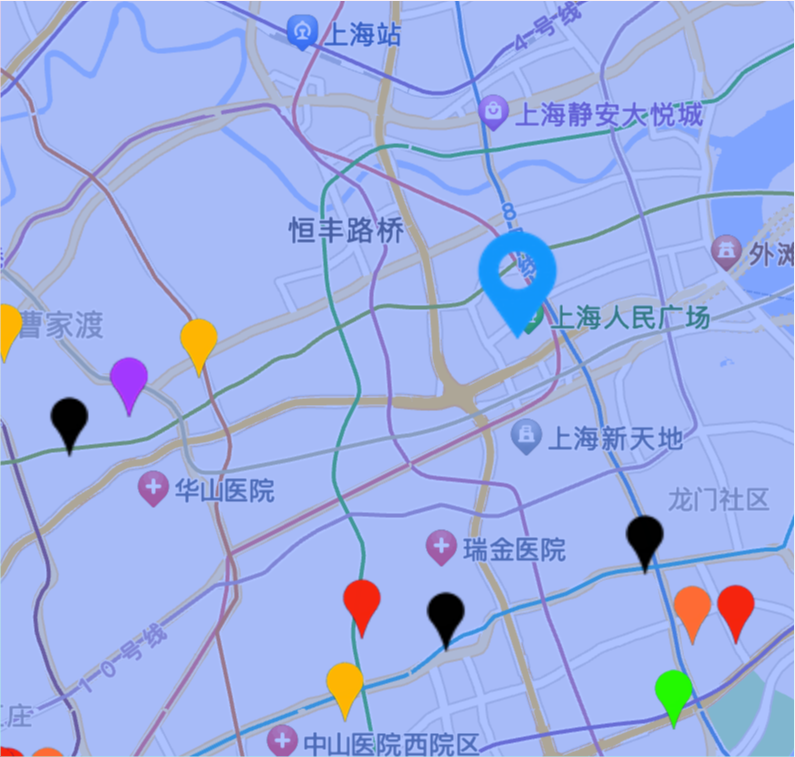 上海站
4号线
上海静安大悦城
8
线
恒丰路桥
外滩
上海人民广场
曹家渡
上海新天地
华山医院
龙门社区
瑞金医院
10号线
庄
中山医院西院区